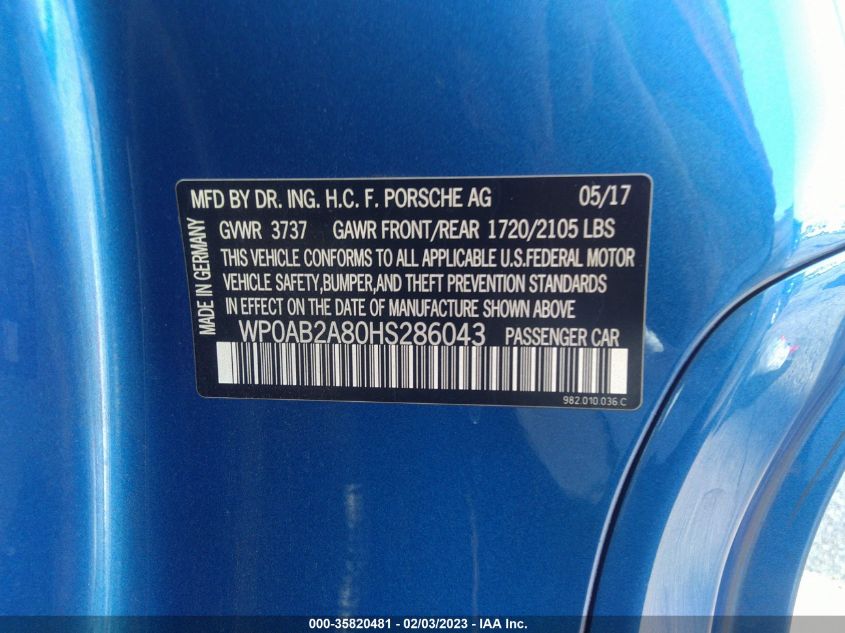 MFD BY DR. ING. H.C. F. PORSCHE AG 05/17
GVWR 3737 GAWR FRONT/REAR 1720/2105 LBS
THIS VEHICLE CONFORMS TO ALL APPLICABLE U.S.FEDERAL MOTOR
VEHICLE SAFETY,BUMPER,AND THEFT PREVENTION STANDARDS
IN EFFECT ON THE DATE OF MANUFACTURE SHOWN ABOVE
WP0AB2A80HS286043 PASSENGER CAR
982.010.036 C
MADE IN GERMANY
000-35820481 - 02/03/2023 - IAA Inc.